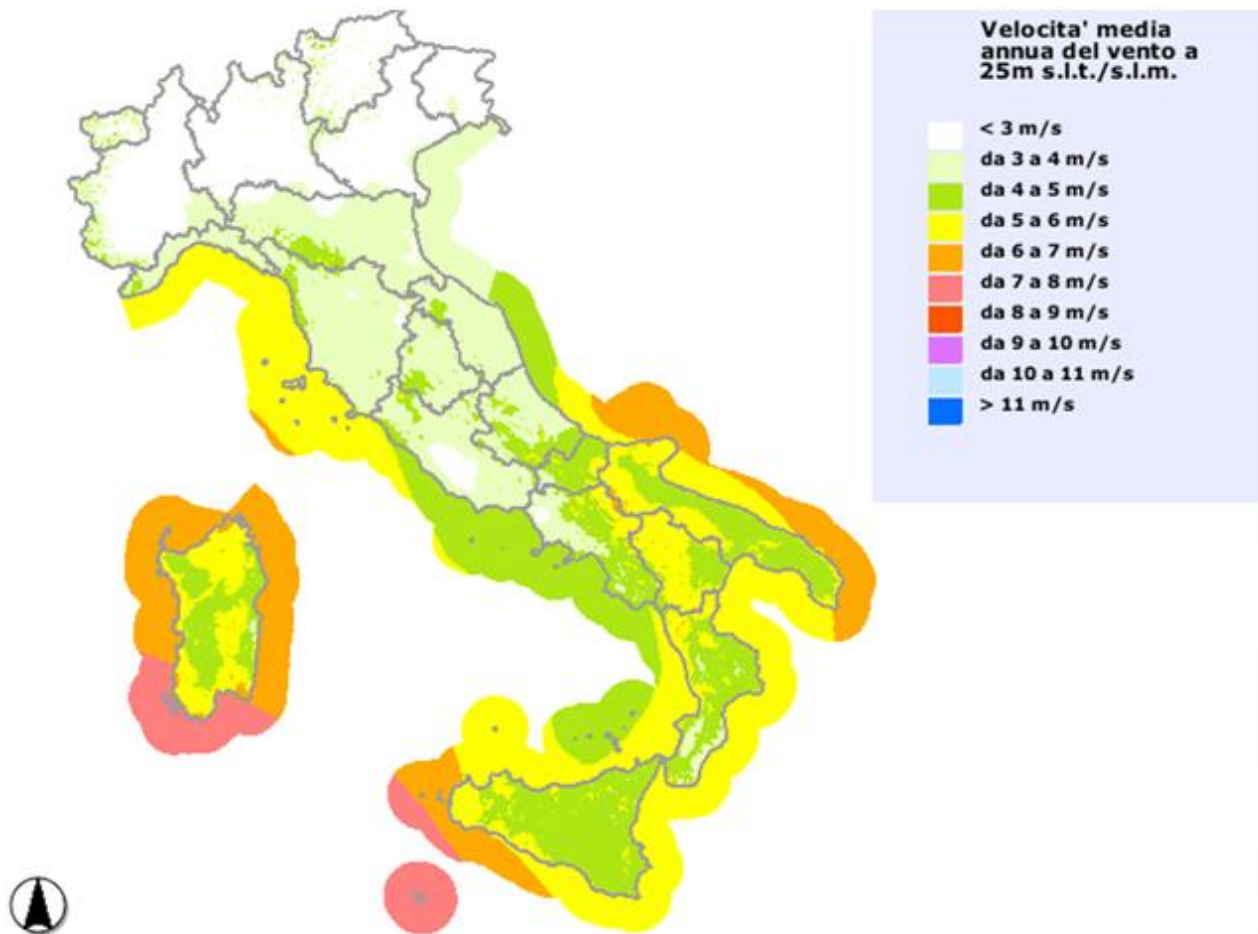 Velocita' media
annua del vento a
25m s.l.t./s.l.m.
< 3 m/s
da 3 a 4 m/s
da 4 a 5 m/s
da 5 a 6 m/s
da 6 a 7 m/s
da 7 a 8 m/s
da 8 a 9 m/s
da 9 a 10 m/s
da 10 a 11 m/s
> 11 m/s